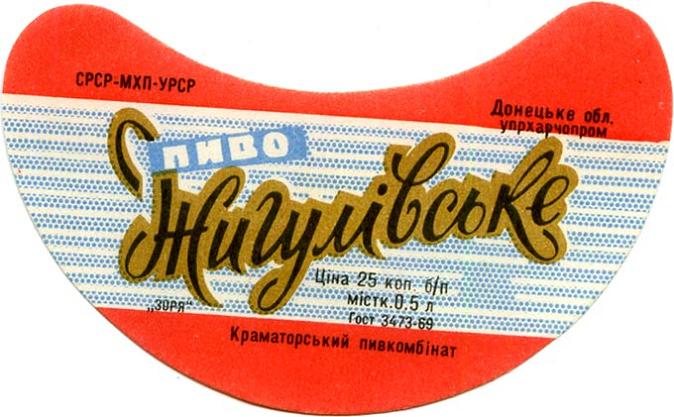 СРСР-МХП-УРСР
Донецьке обл.
упрхарчопром
ПИВО
Жигулівське
Ціна 25 коп. б/п
містк. 0.5 л
Гост 3473-69
„ЗОРЯ“
Краматорський пивкомбінат